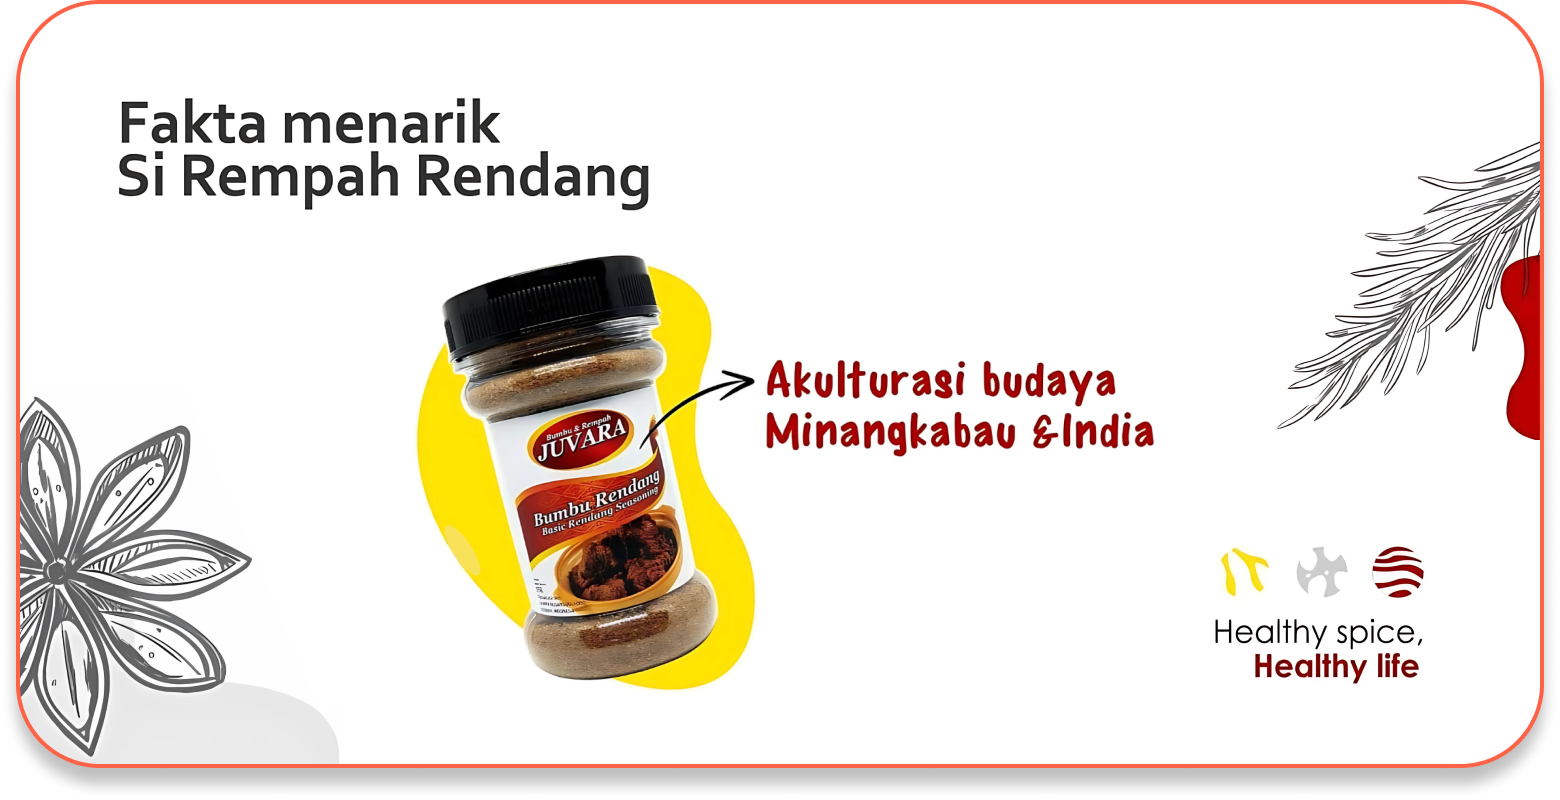 Fakta menarik
Si Rempah Rendang
Bumbu & Rempah
JUVARA
Bumbu Rendang
Basic Rendang Seasoning
Akulturasi budaya
Minangkabau & India
Healthy spice,
Healthy life